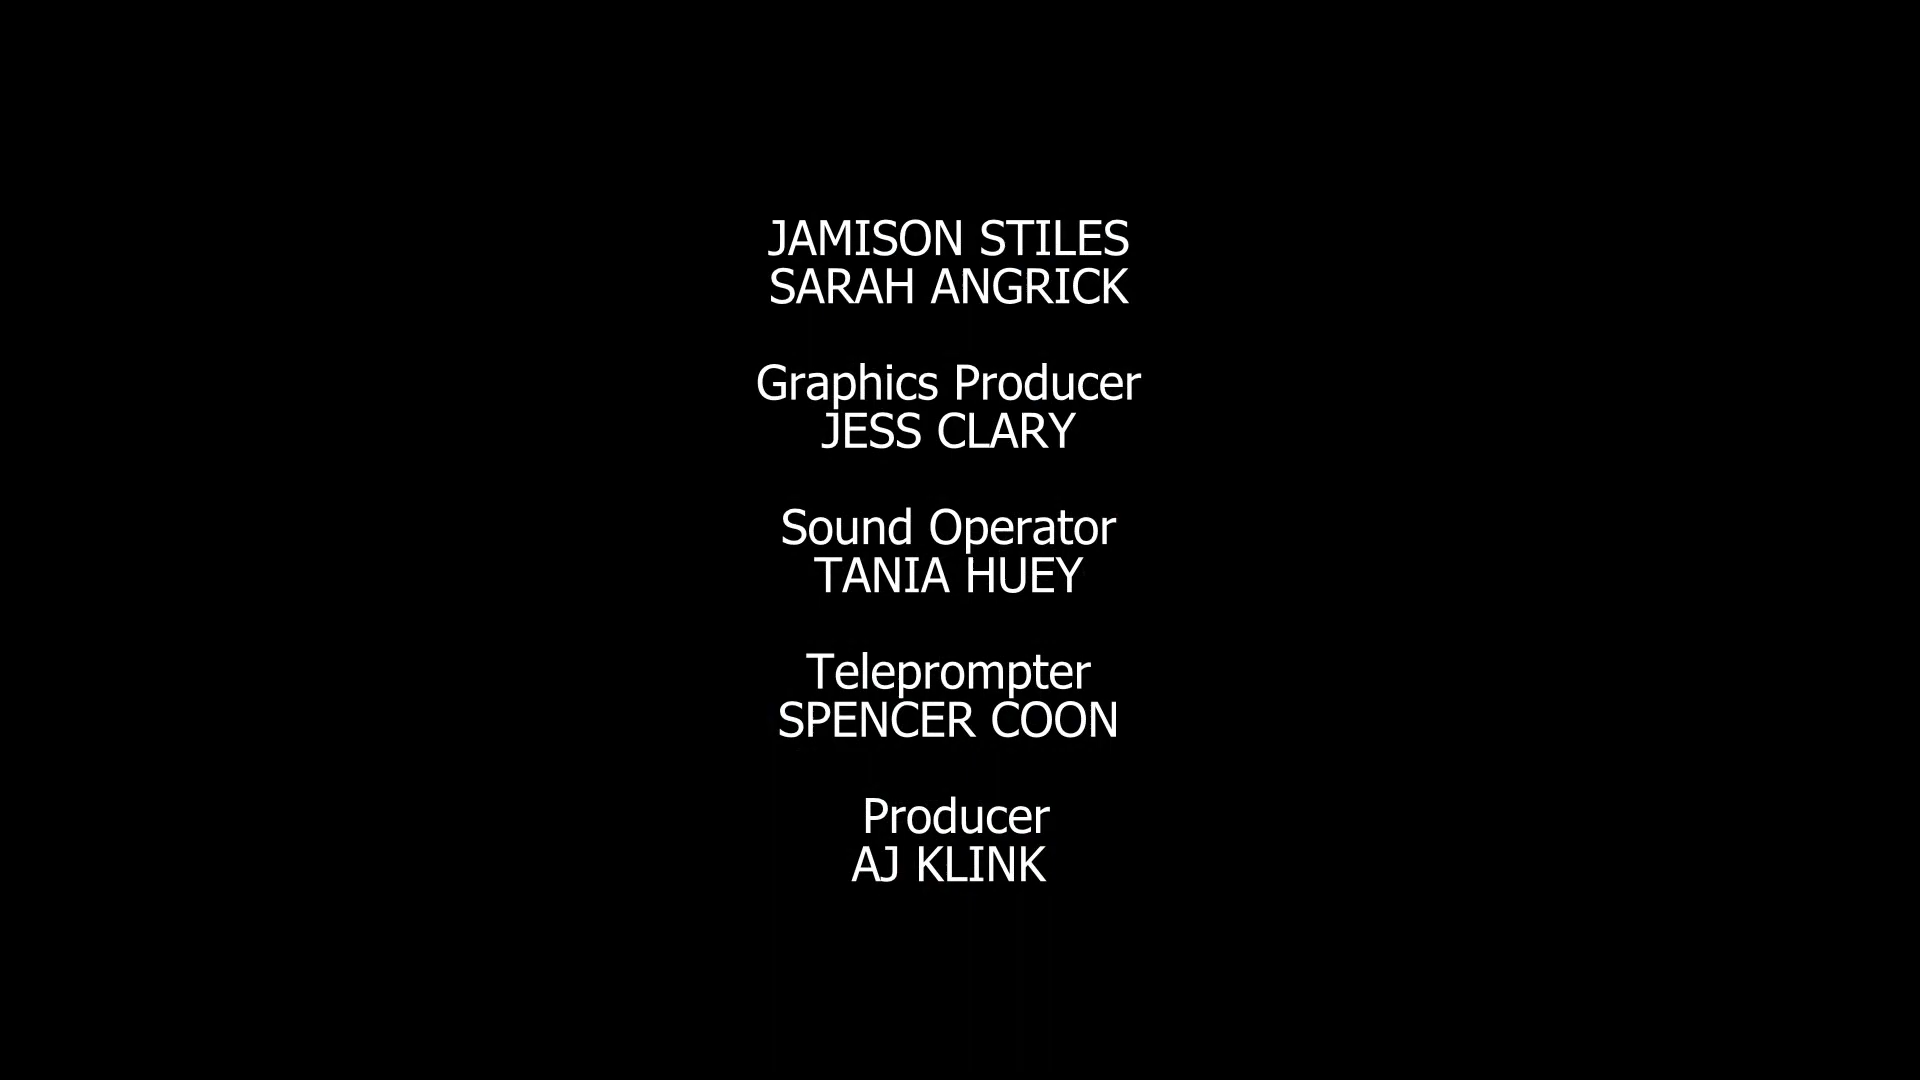 JAMISON STILES
SARAH ANGRICK
Graphics Producer
JESS CLARY
Sound Operator
TANIA HUEY
Teleprompter
SPENCER COON
Producer
AJ KLINK